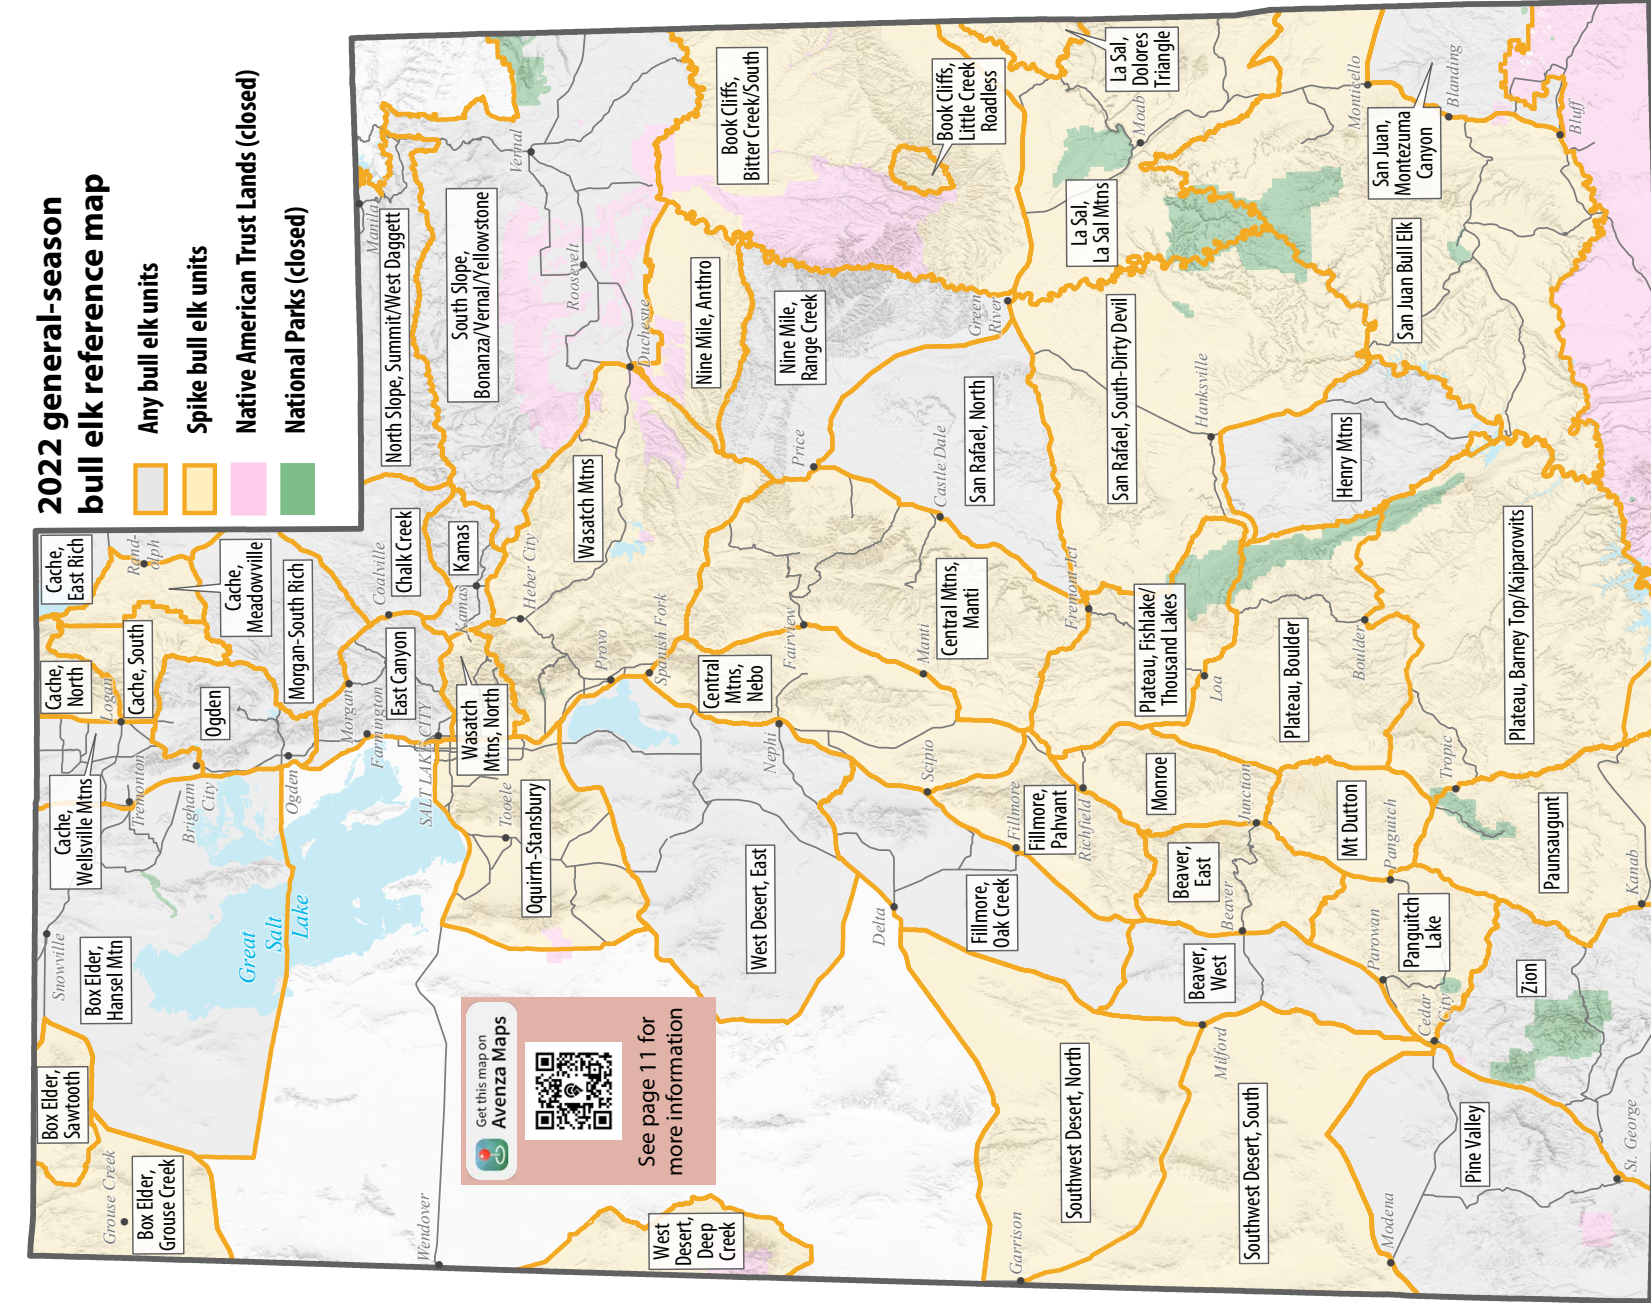 2022 general-season
bull elk reference map
Any bull elk units
Spike bull elk units
Native American Trust Lands (closed)
National Parks (closed)
Cache,
East Rich
Rand-
olph
Cache,
Meadowville
Cache,
North
Logan
Cache, South
Cache,
Wellsville Mtns
Tremonton
Snowville
Box Elder,
Hansel Mtn
Box Elder,
Sawtooth
Grouse Creek
Box Elder,
Grouse Creek
Brigham
City
Ogden
Ogden
Morgan-South Rich
Great
Salt
Lake
Morgan
Farmington
East Canyon
Coalville
Chalk Creek
Kamas
Kamas
North Slope, Summit/West Daggett
Manila
South Slope,
Bonanza/Vernal/Yellowstone
Vernal
Roosevelt
Duchesne
SALT LAKE CITY
Wasatch
Mtns, North
Heber City
Wasatch Mtns
Tooele
Oquirrh-Stansbury
Wendover
Get this map on
Avenza Maps
See page 11 for
more information
Provo
Spanish Fork
Central
Mtns,
Nebo
Nephi
Fairview
West Desert, East
West
Desert,
Deep
Creek
Nine Mile, Anthro
Nine Mile,
Range Creek
Book Cliffs,
Bitter Creek/South
Book Cliffs,
Little Creek
Roadless
Price
Castle Dale
San Rafael, North
Green
River
Manti
Central Mtns,
Manti
Scipio
Delta
Fillmore
Fillmore,
Oak Creek
Fillmore,
Pahvant
Richfield
Garrison
Southwest Desert, North
Fremont Jct
San Rafael, South-Dirty Devil
La Sal,
La Sal Mtns
Moab
La Sal,
Dolores
Triangle
Plateau, Fishlake/
Thousand Lakes
Loa
Hanksville
Monroe
Beaver,
East
Beaver
Junction
Beaver,
West
Milford
Southwest Desert, South
Plateau, Boulder
Boulder
Henry Mtns
Mt Dutton
Panguitch
Panguitch
Lake
Parowan
Cedar
City
Modena
Pine Valley
Monticello
San Juan,
Montezuma
Canyon
San Juan Bull Elk
Blanding
Bluff
Tropic
Plateau, Barney Top/Kaiparowits
Paunsaugunt
Zion
Kanab
St. George